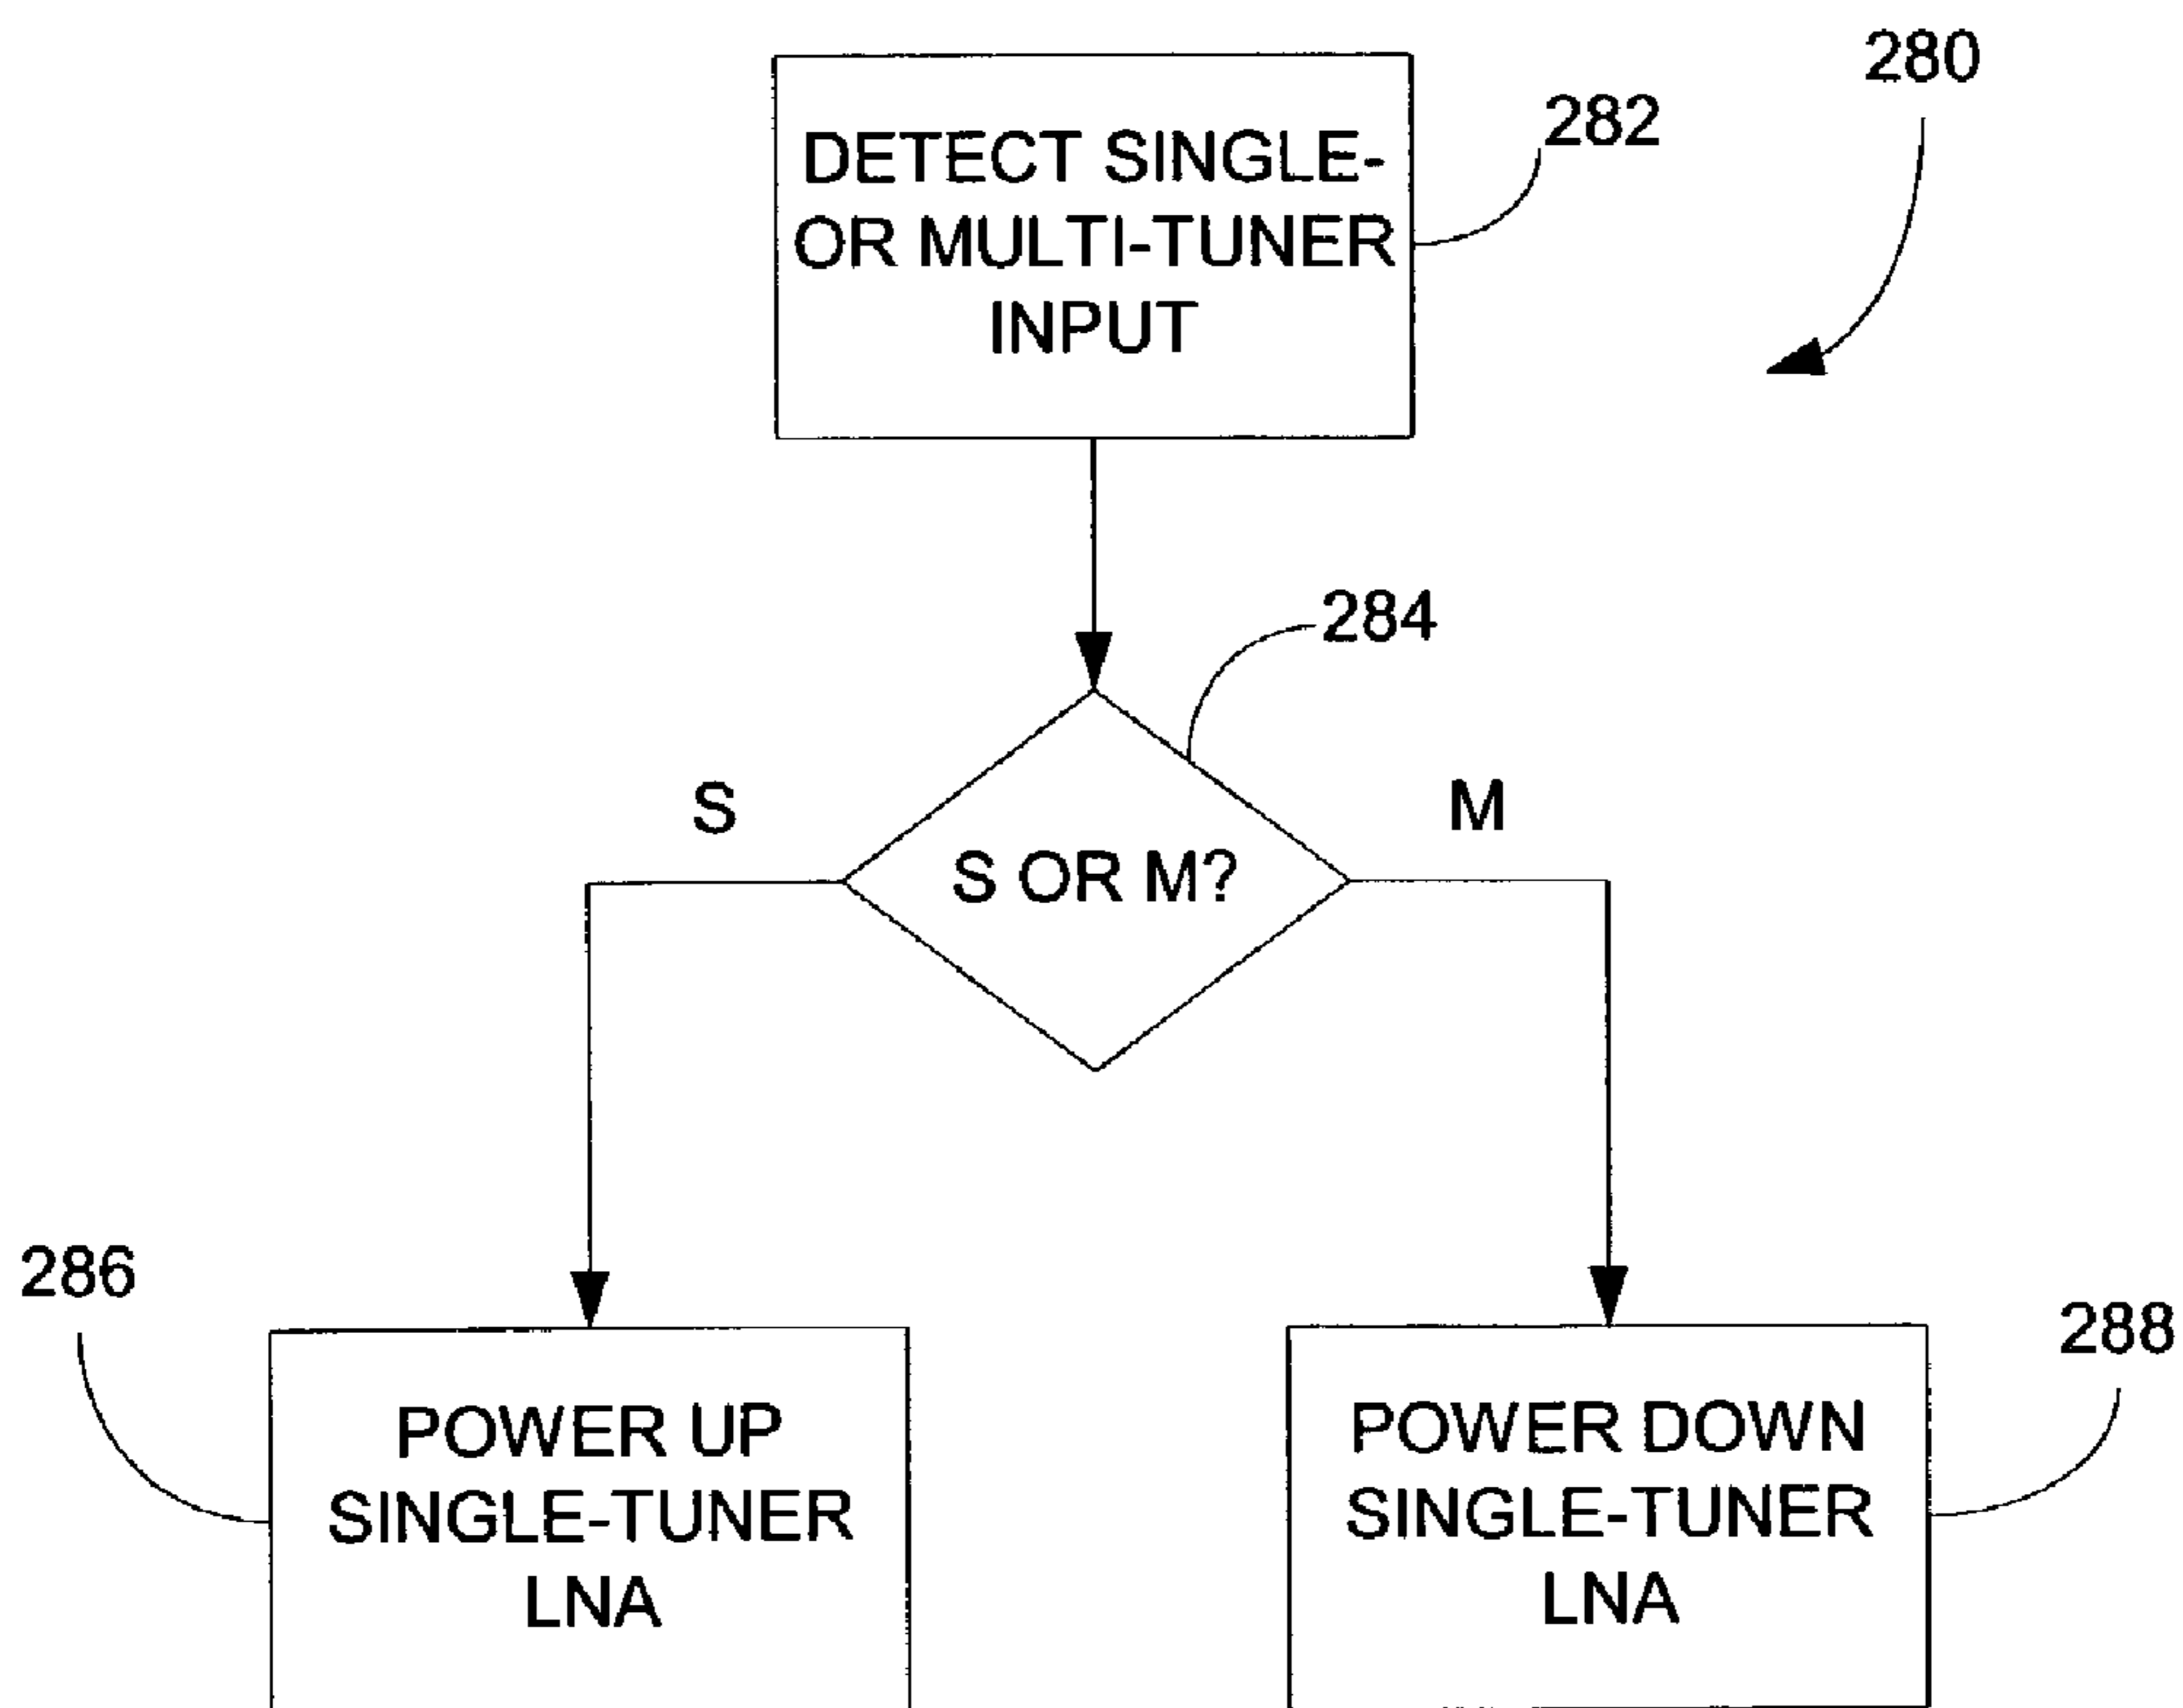 280
282
DETECT SINGLE-
OR MULTI-TUNER
INPUT
284
S
M
S OR M?
286
288
POWER UP
SINGLE-TUNER
LNA
POWER DOWN
SINGLE-TUNER
LNA